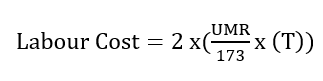 Labour Cost = 2 x(UMR/173 x (T))